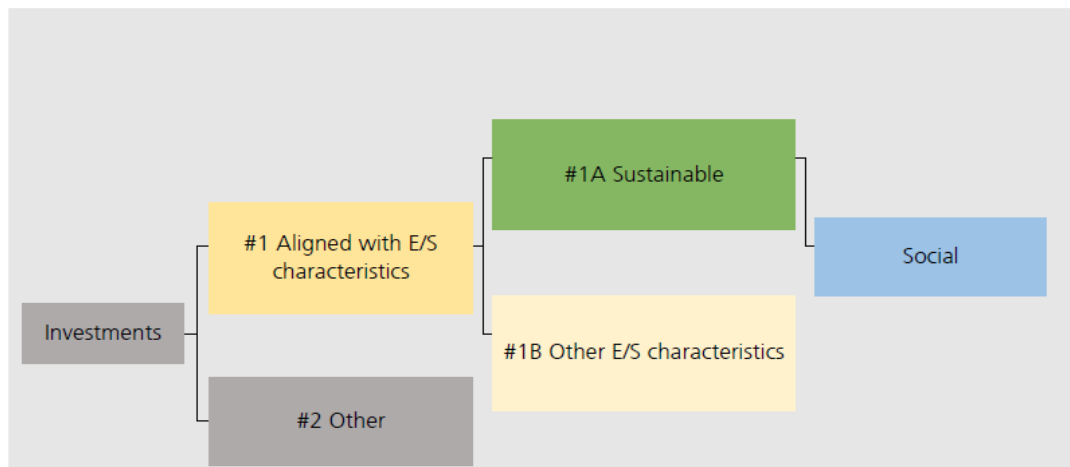 #1A Sustainable
#1 Aligned with E/S
characteristics
Social
Investments
#1B Other E/S characteristics
#2 Other